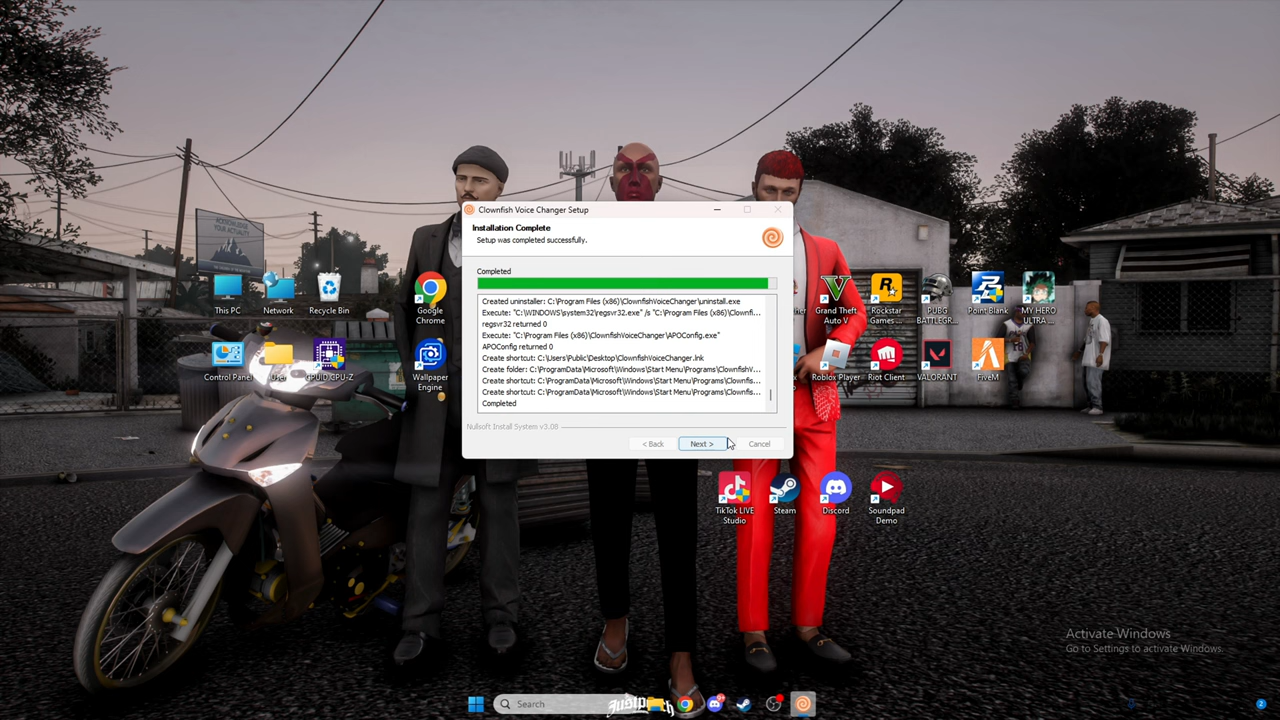 Clownfish Voice Changer Setup
Installation Complete
Setup was completed successfully.
Completed
Created uninstaller: C:\Program Files (x86)\ClownfishVoiceChanger\uninstall.exe
Execute: "C:\WINDOWS\system32\regsvr32.exe" /s "C:\Program Files (x86)\Clownfi...
regsvr32 returned 0
Execute: "C:\Program Files (x86)\ClownfishVoiceChanger\APOConfig.exe"
APOConfig returned 0
Create shortcut: C:\Users\Public\Desktop\ClownfishVoiceChanger.lnk
Create folder: C:\ProgramData\Microsoft\Windows\Start Menu\Programs\ClownfishV...
Create shortcut: C:\ProgramData\Microsoft\Windows\Start Menu\Programs\Clownfis...
Create shortcut: C:\ProgramData\Microsoft\Windows\Start Menu\Programs\Clownfis...
Completed
Nullsoft Install System v3.08
< Back
Next >
Cancel
This PC
Network
Recycle Bin
Google
Chrome
Grand Theft
Auto V
Rockstar
Games ...
PUBG
BATTLEGR...
Point Blank
MY HERO
ULTRA ...
Control Panel
User
CPUID CPU-Z
Wallpaper
Engine
Roblox Player
Riot Client
VALORANT
FiveM
TikTok LIVE
Studio
Steam
Discord
Soundpad
Demo
Activate Windows
Go to Settings to activate Windows.
Search
2